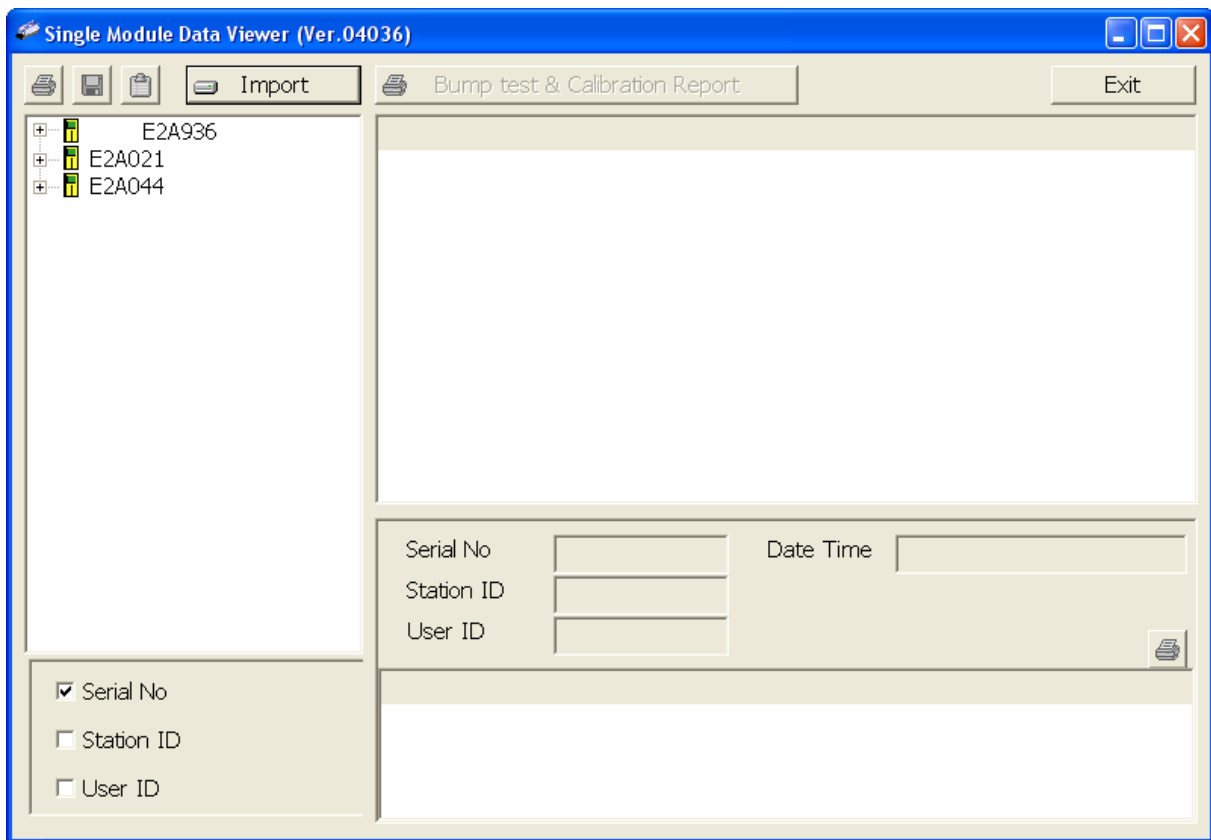 Single Module Data Viewer (Ver.04036)
Import
Bump test & Calibration Report
Exit
E2A936
E2A021
E2A044
Serial No
Date Time
Station ID
User ID
Serial No
Station ID
User ID